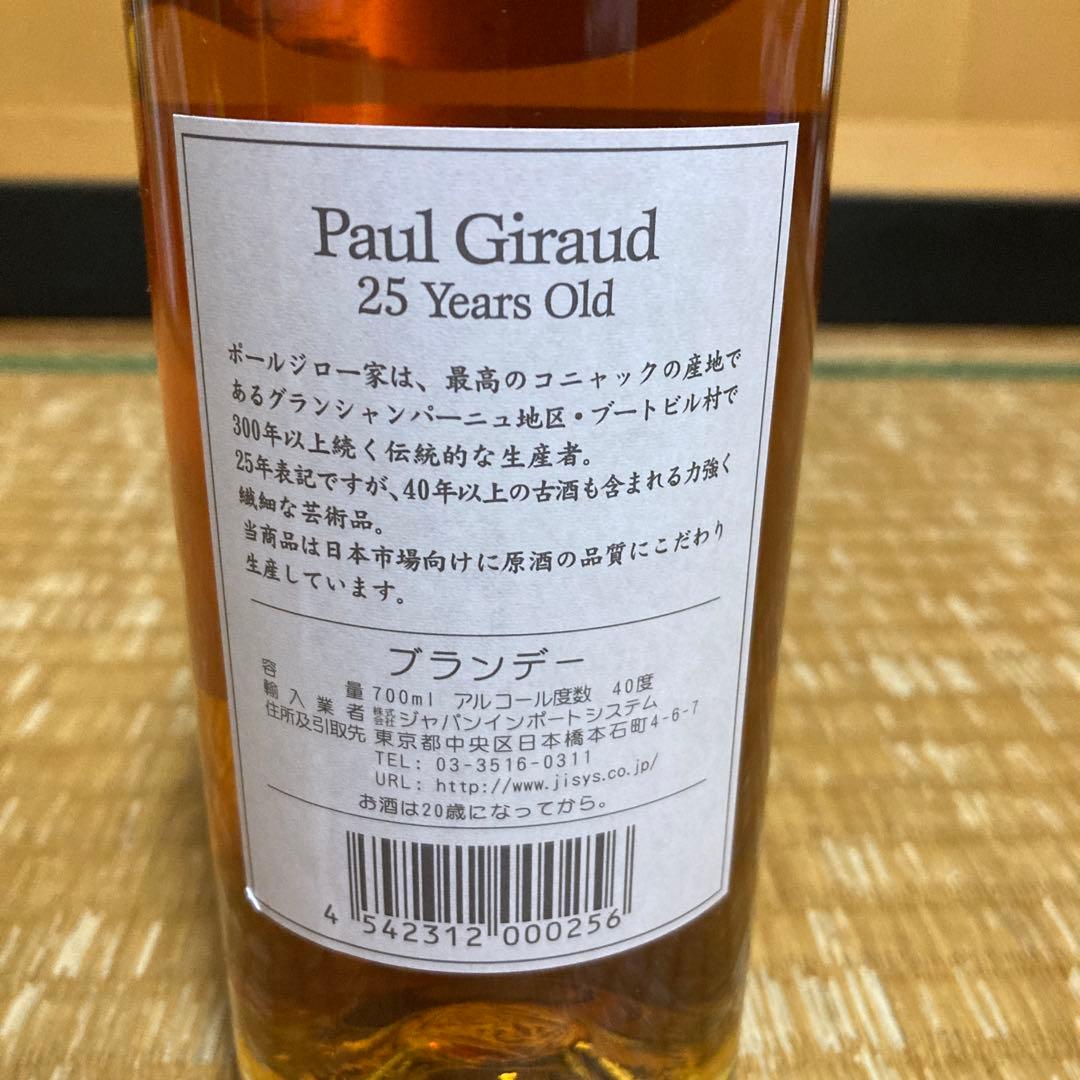 Paul Giraud
25 Years Old
ポールジロー家は、最高のコニャックの産地で
あるグランシャンパーニュ地区・ブートビル村で
300年以上続く伝統的な生産者。
25年表記ですが、40年以上の古酒も含まれる力強く
繊細な芸術品。
当商品は日本市場向けに原酒の品質にこだわり
生産しています。
ブランデー
容量 700ml アルコール度数 40度
輸入業者 株式会社ジャパンインポートシステム
住所及引取先 東京都中央区日本橋本石町4-6-7
TEL: 03-3516-0311
URL: http://www.jisys.co.jp/
お酒は20歳になってから。
4 542312 000256